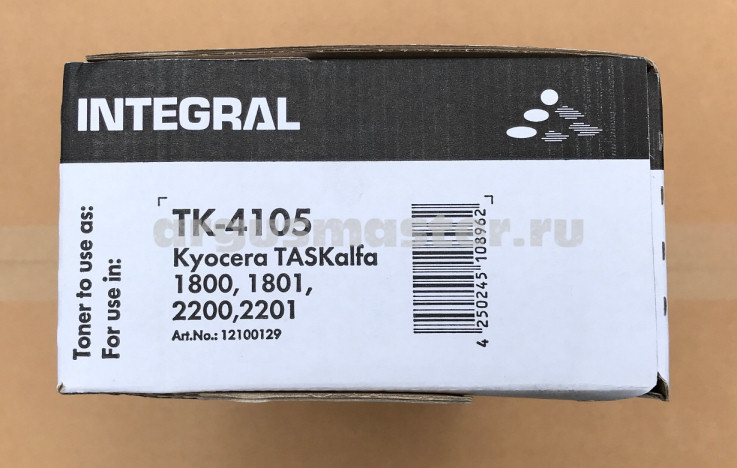 INTEGRAL
Toner to use as:
For use in:
TK-4105
Kyocera TASKalfa
1800, 1801,
2200,2201
Art.No.: 12100129
4 250245 108962
argusmaster.ru